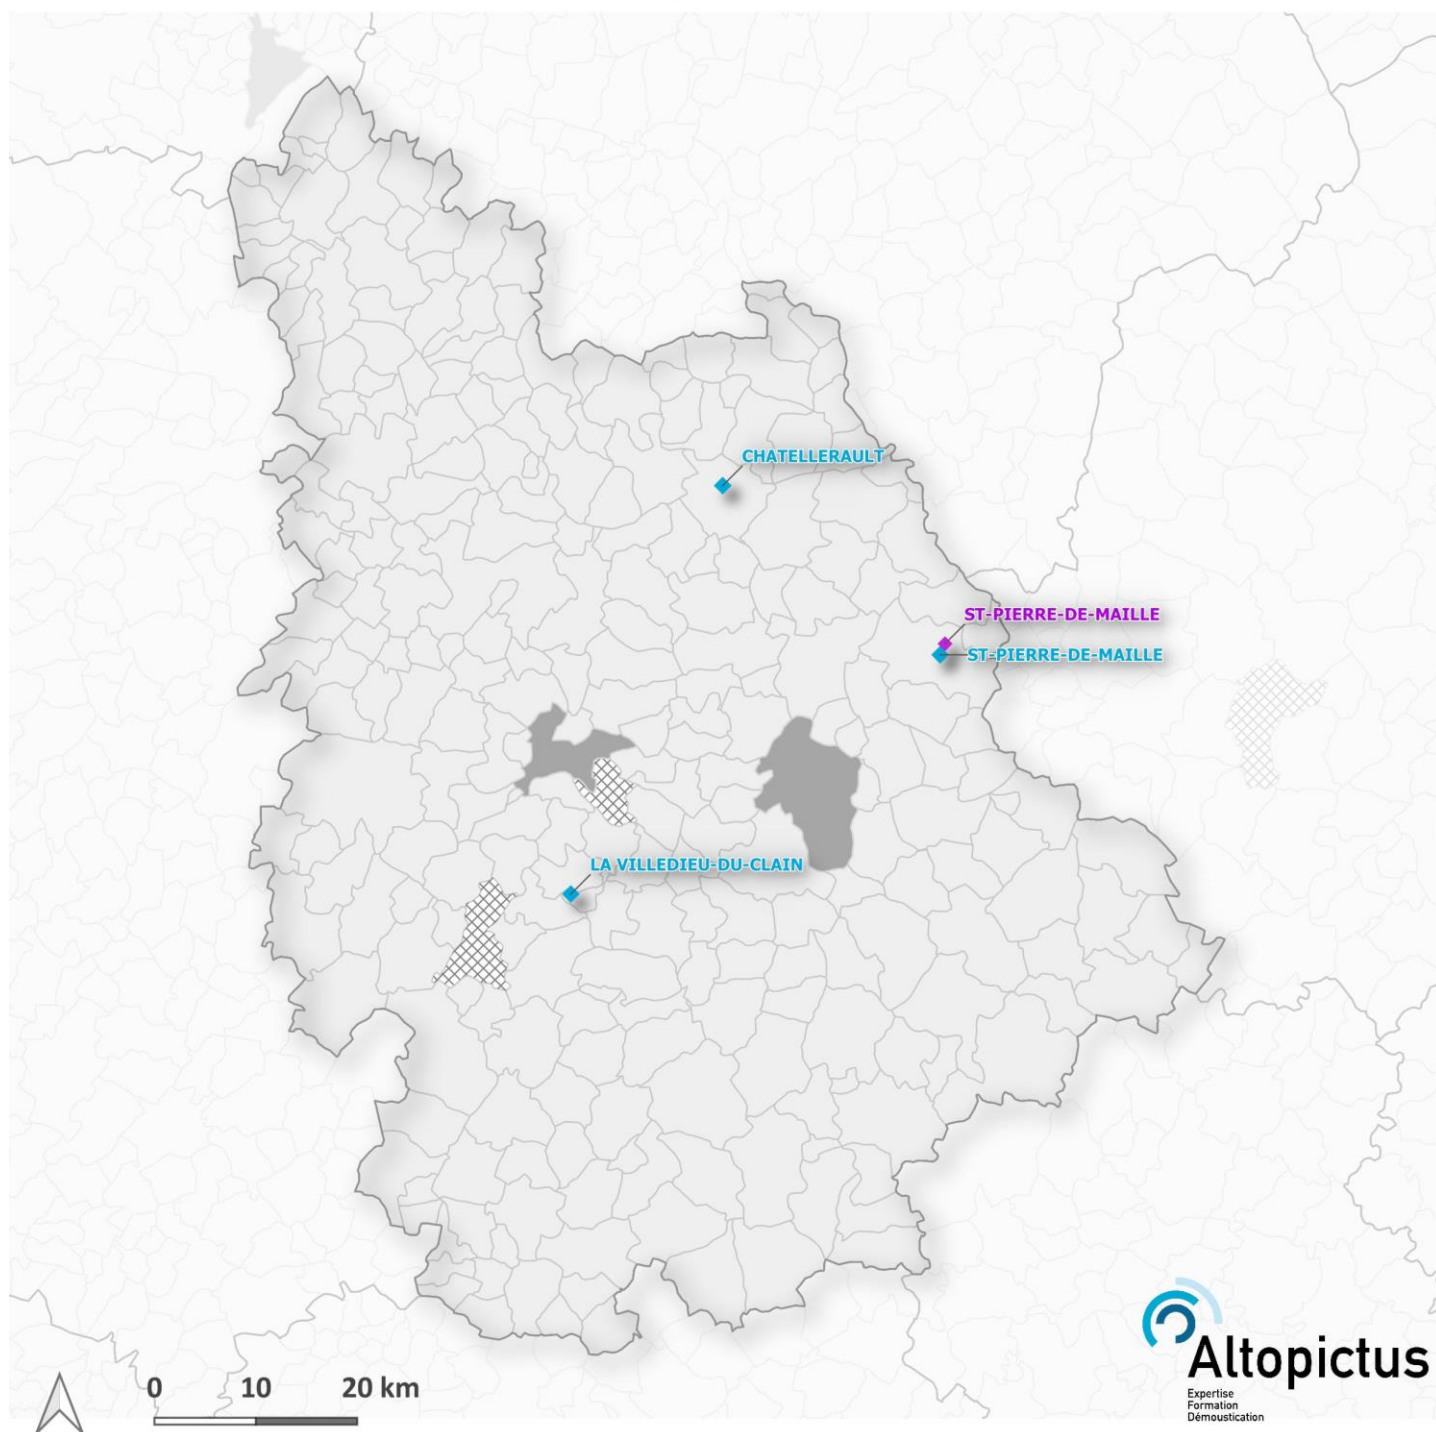 CHATELLERAULT
ST-PIERRE-DE-MAILLE
ST-PIERRE-DE-MAILLE
LA VILLEDIEU-DU-CLAIN
0 10 20 km
Altopictus
Expertise
Formation
Démoustication